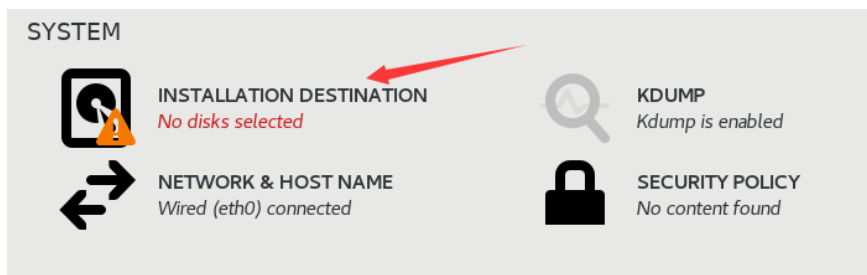 SYSTEM
INSTALLATION DESTINATION
No disks selected
KDUMP
Kdump is enabled
NETWORK & HOST NAME
Wired (eth0) connected
SECURITY POLICY
No content found